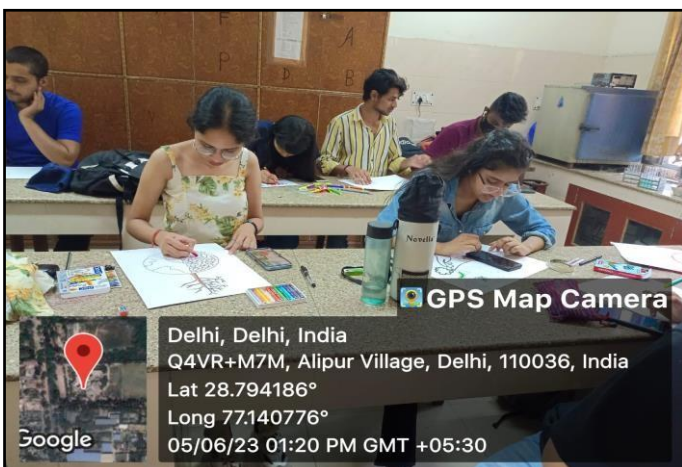 F
A
P
D
B
Novella
GPS Map Camera
Delhi, Delhi, India
Q4VR+M7M, Alipur Village, Delhi, 110036, India
Lat 28.794186°
Long 77.140776°
05/06/23 01:20 PM GMT +05:30
Google